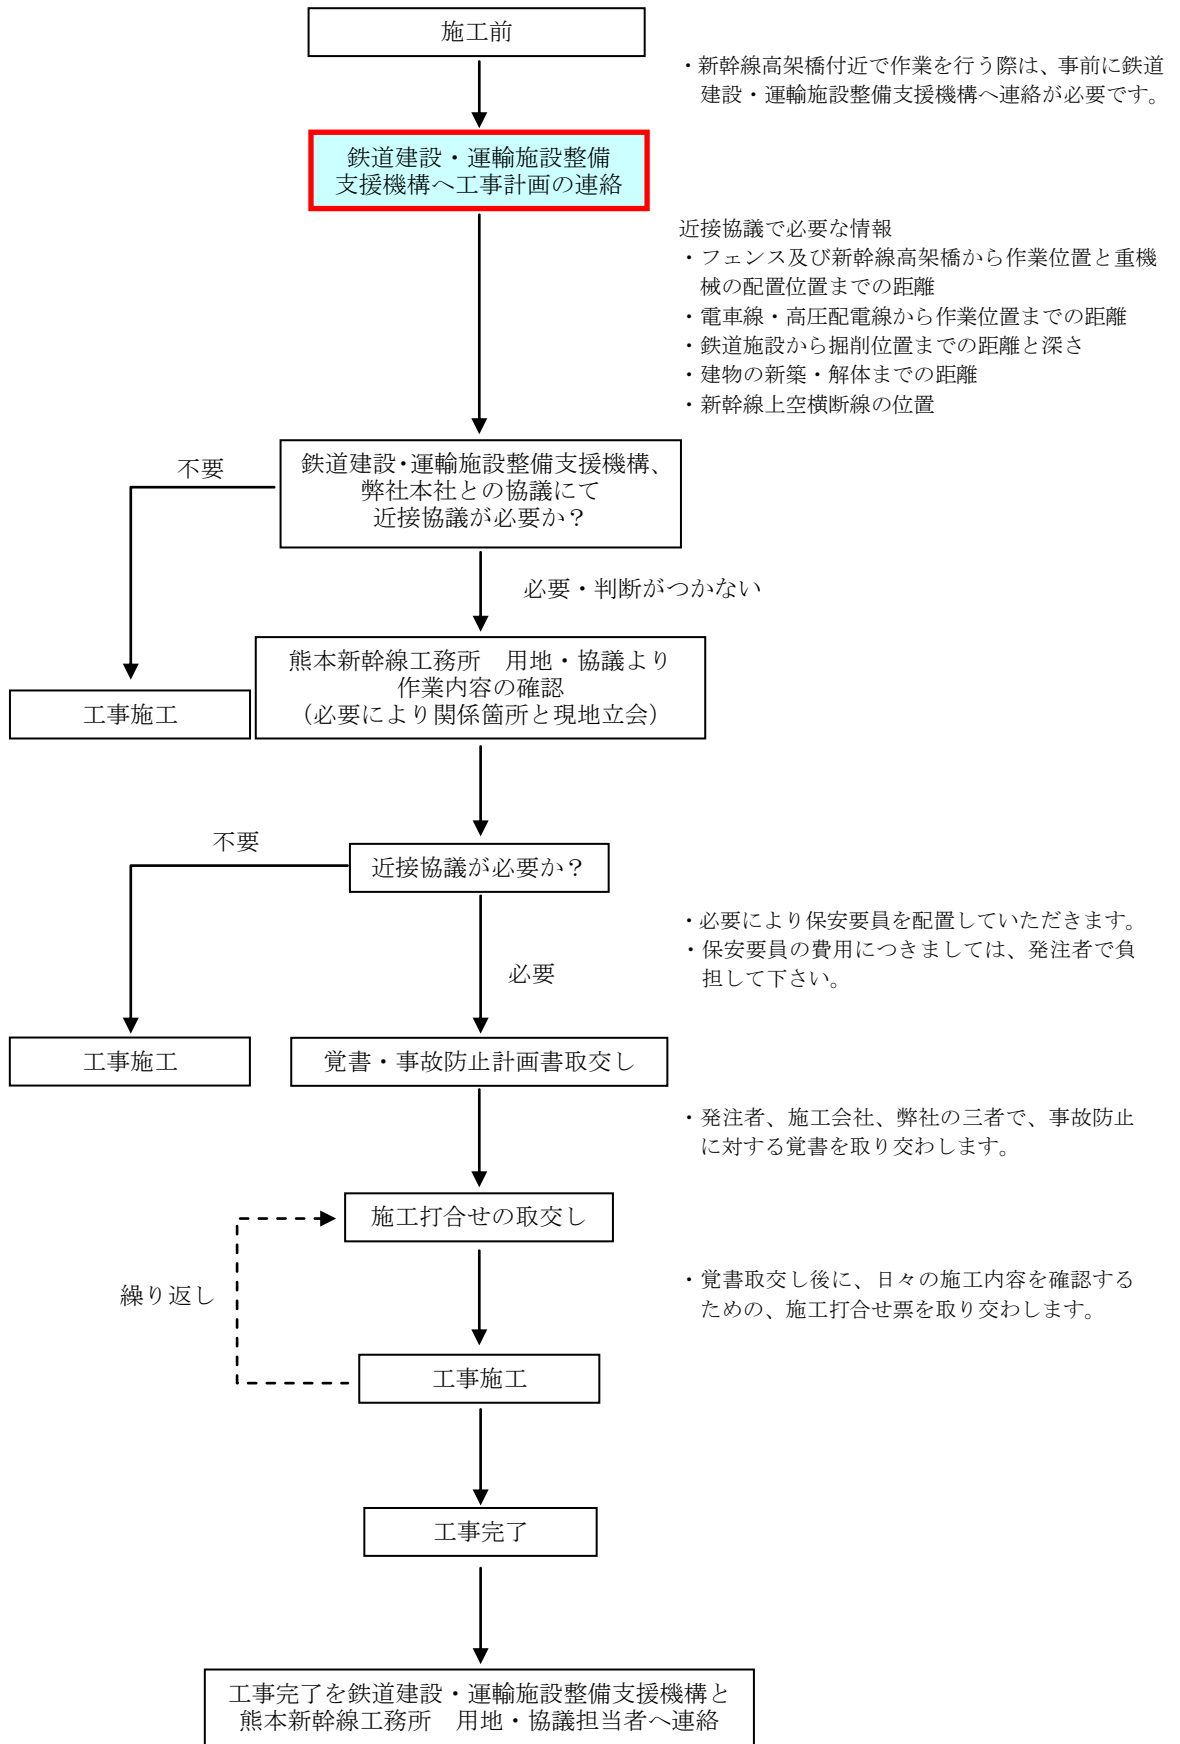 施工前
・新幹線高架橋付近で作業を行う際は、事前に鉄道
建設・運輸施設整備支援機構へ連絡が必要です。
鉄道建設・運輸施設整備
支援機構へ工事計画の連絡
近接協議で必要な情報
・フェンス及び新幹線高架橋から作業位置と重機
械の配置位置までの距離
・電車線・高圧配電線から作業位置までの距離
・鉄道施設から掘削位置までの距離と深さ
・建物の新築・解体までの距離
・新幹線上空横断線の位置
鉄道建設・運輸施設整備支援機構、
弊社本社との協議にて
近接協議が必要か？
不要
必要・判断がつかない
熊本新幹線工務所　用地・協議より
作業内容の確認
（必要により関係箇所と現地立会）
工事施工
不要
近接協議が必要か？
・必要により保安要員を配置していただきます。
・保安要員の費用につきましては、発注者で負
担して下さい。
必要
工事施工
覚書・事故防止計画書取交し
・発注者、施工会社、弊社の三者で、事故防止
に対する覚書を取り交わします。
施工打合せの取交し
繰り返し
・覚書取交し後に、日々の施工内容を確認する
ための、施工打合せ票を取り交わします。
工事施工
工事完了
工事完了を鉄道建設・運輸施設整備支援機構と
熊本新幹線工務所　用地・協議担当者へ連絡